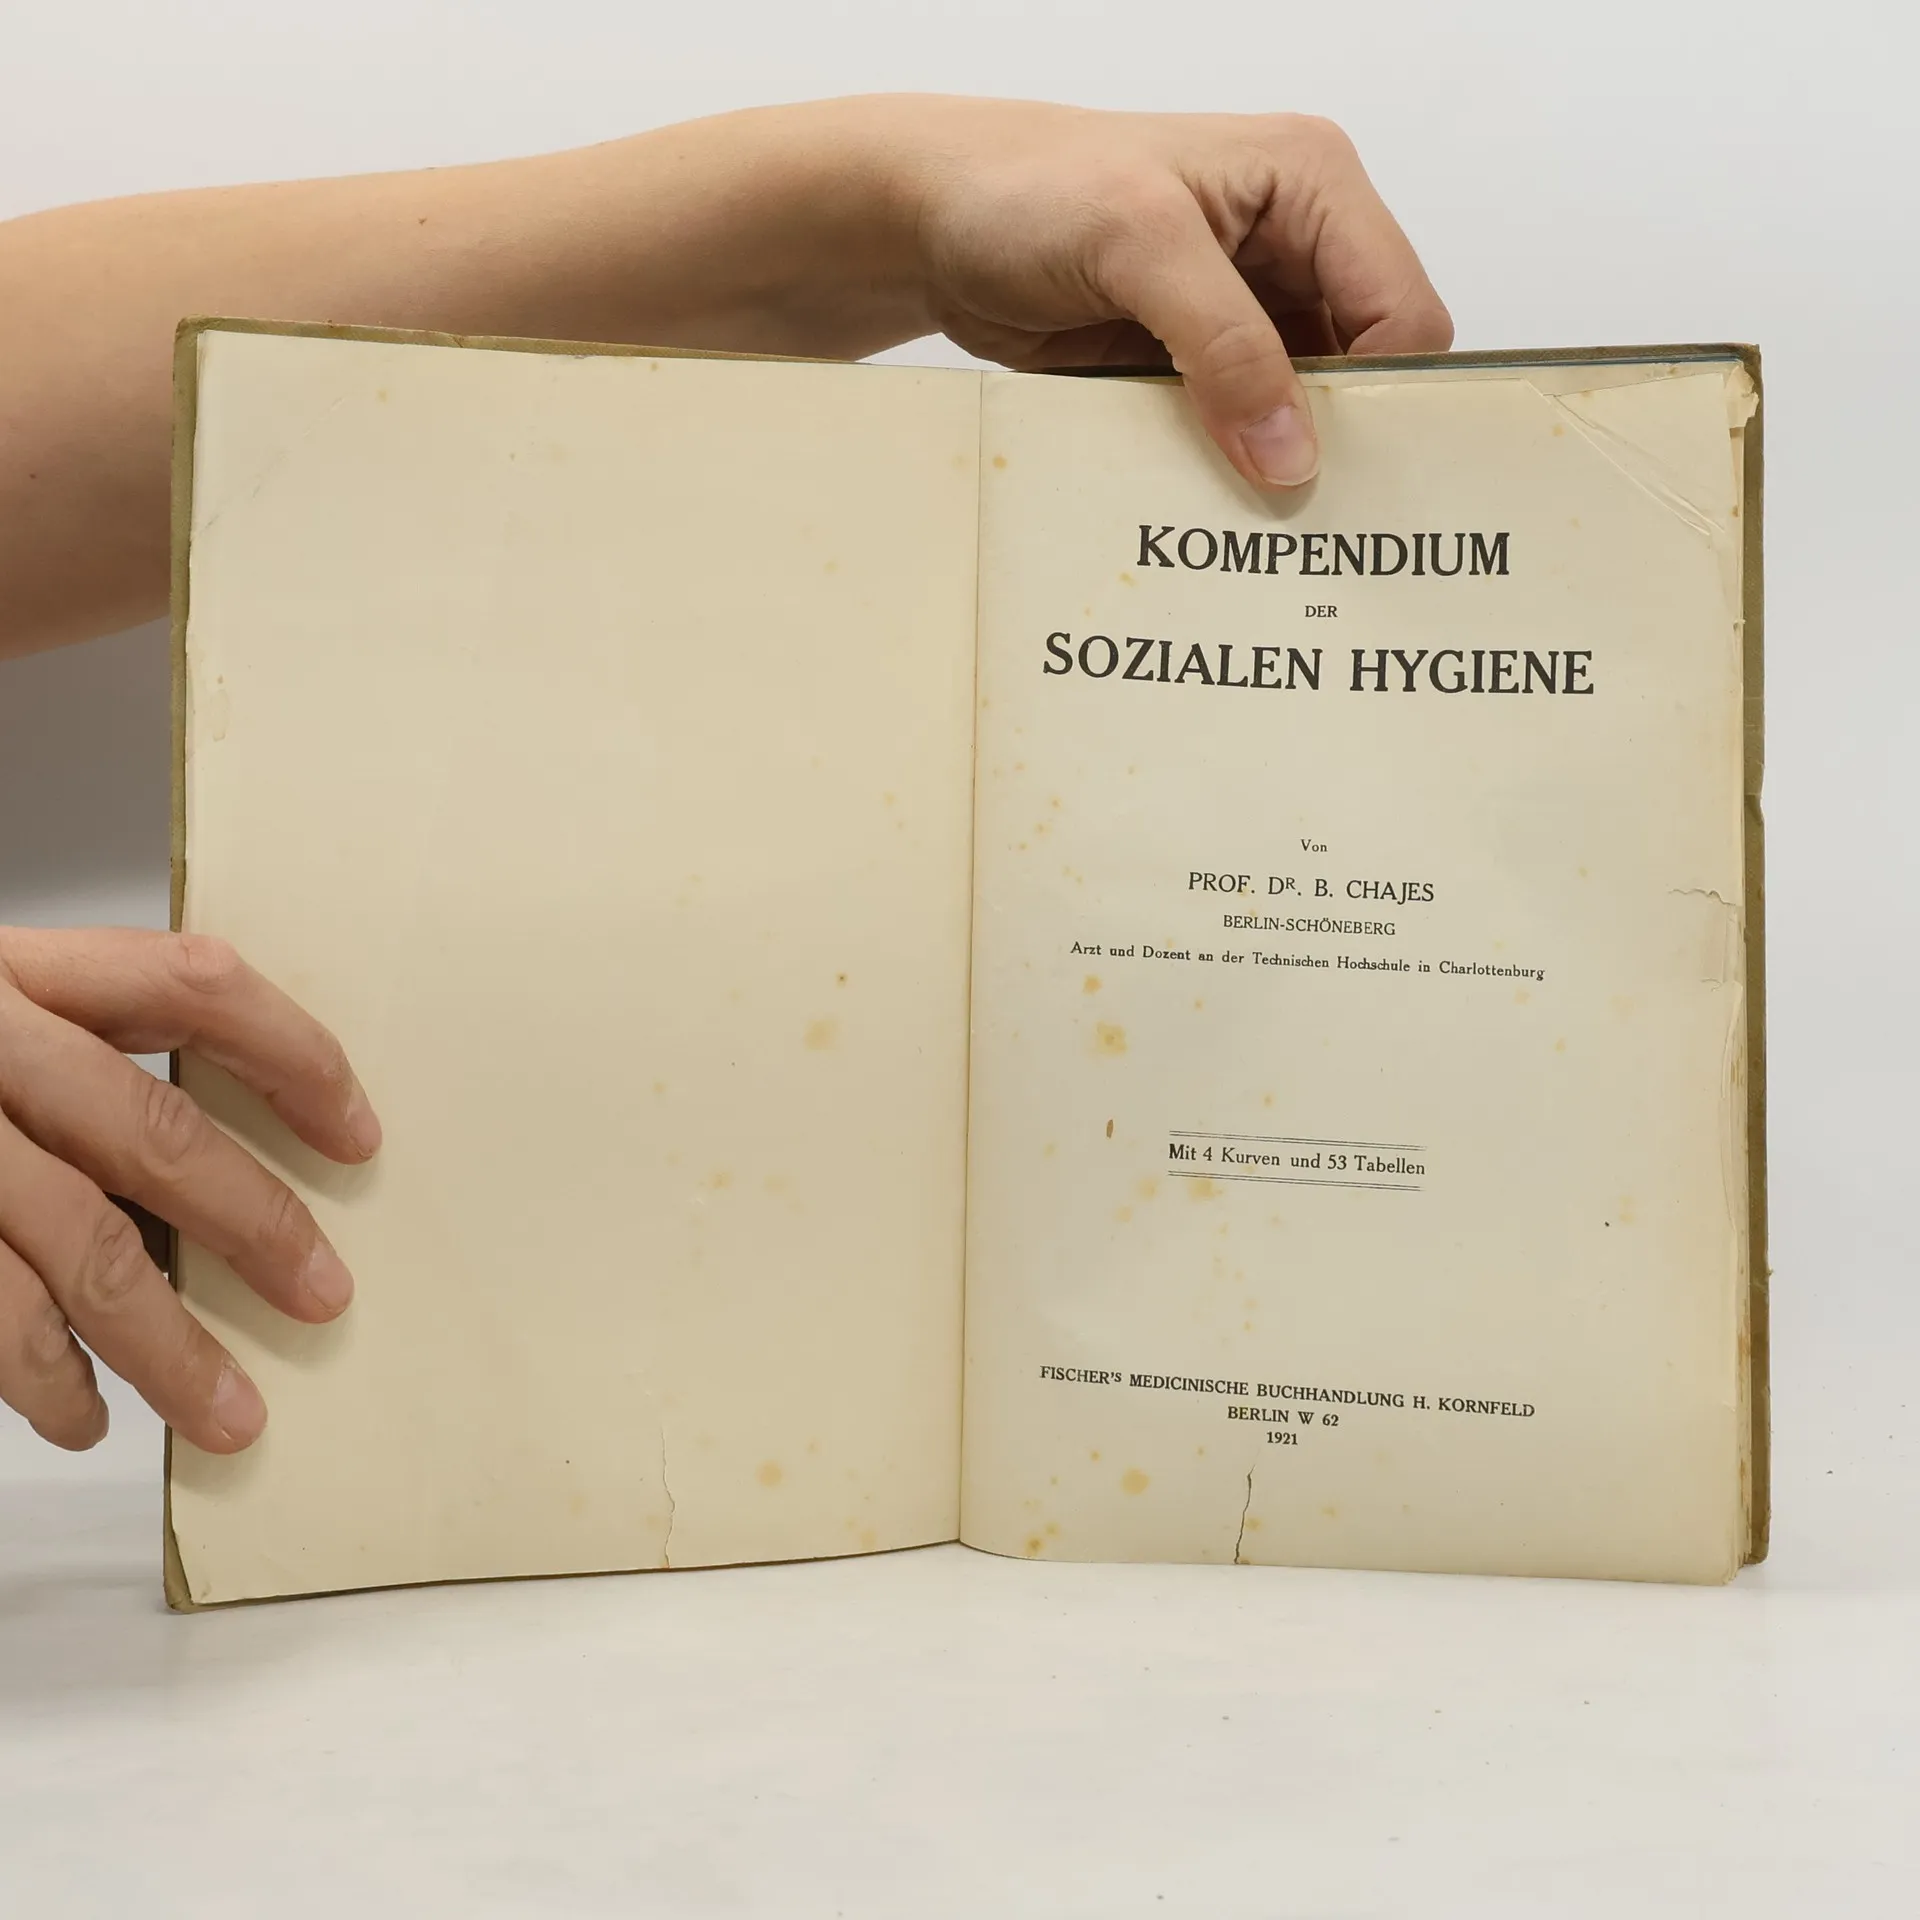 KOMPENDIUM
DER
SOZIALEN HYGIENE
Von
PROF. DR. B. CHAJES
BERLIN-SCHÖNEBERG
Arzt und Dozent an der Technischen Hochschule in Charlottenburg
Mit 4 Kurven und 53 Tabellen
FISCHER'S MEDICINISCHE BUCHHANDLUNG H. KORNFELD
BERLIN W 62
1921